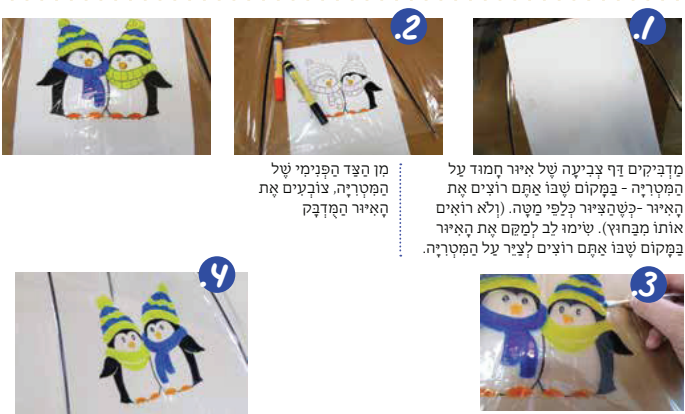 1.
מַדְבִּיקִים דַּף צְבִיעָה שֶׁל אִיּוּר חָמוּד עַל
הַמִּטְרִיָּה – בַּמָּקוֹם שֶׁבּוֹ אַתֶּם רוֹצִים אֶת
הָאִיּוּר –כְּשֶׁהַצִּיּוּר כְּלַפֵּי מַטָּה. (וְלֹא רוֹאִים
אוֹתוֹ מִבַּחוּץ). שִׂימוּ לֵב לְמַקֵּם אֶת הָאִיּוּר
בַּמָּקוֹם שֶׁבּוֹ אַתֶּם רוֹצִים לְצַיֵּר עַל הַמִּטְרִיָּה.
2.
מִן הַצַּד הַפְּנִימִי שֶׁל
הַמִּטְרִיָּה, צוֹבְעִים אֶת
הָאִיּוּר הַמֻּדְבָּק
3.
4.